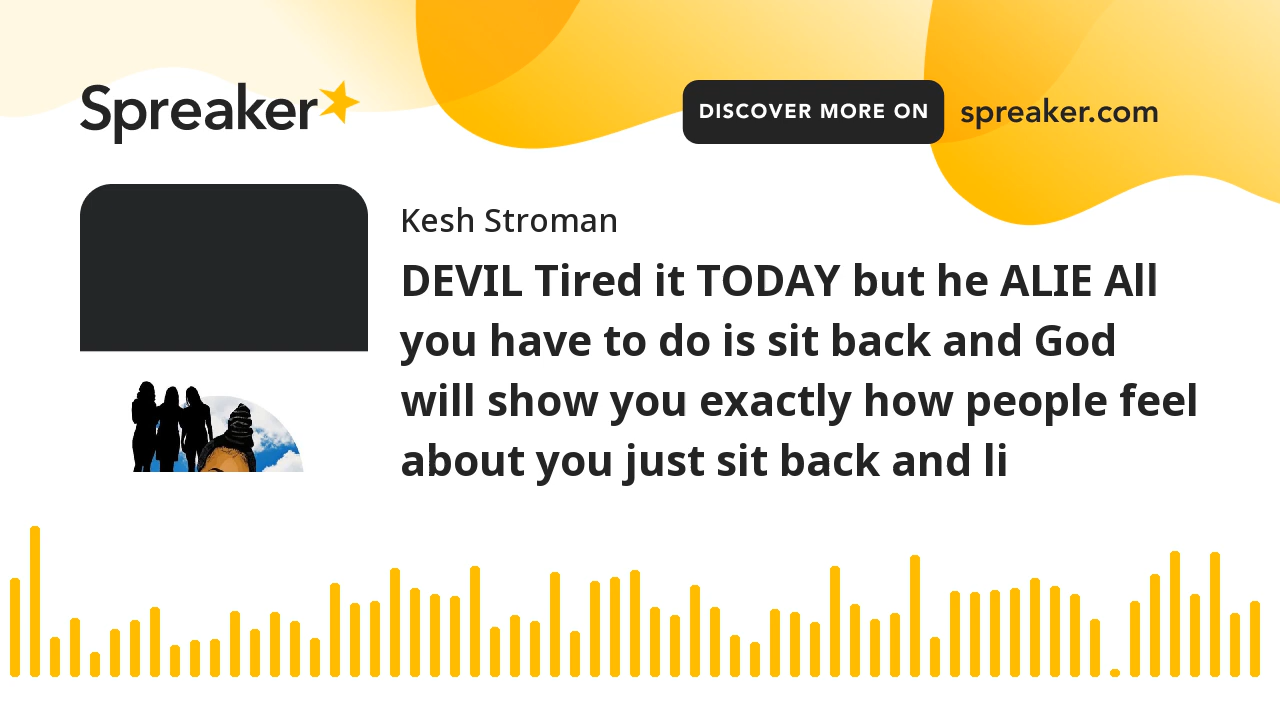 Spreaker
DISCOVER MORE ON spreaker.com
Kesh Stroman
DEVIL Tired it TODAY but he ALIE All
you have to do is sit back and God
will show you exactly how people feel
about you just sit back and li